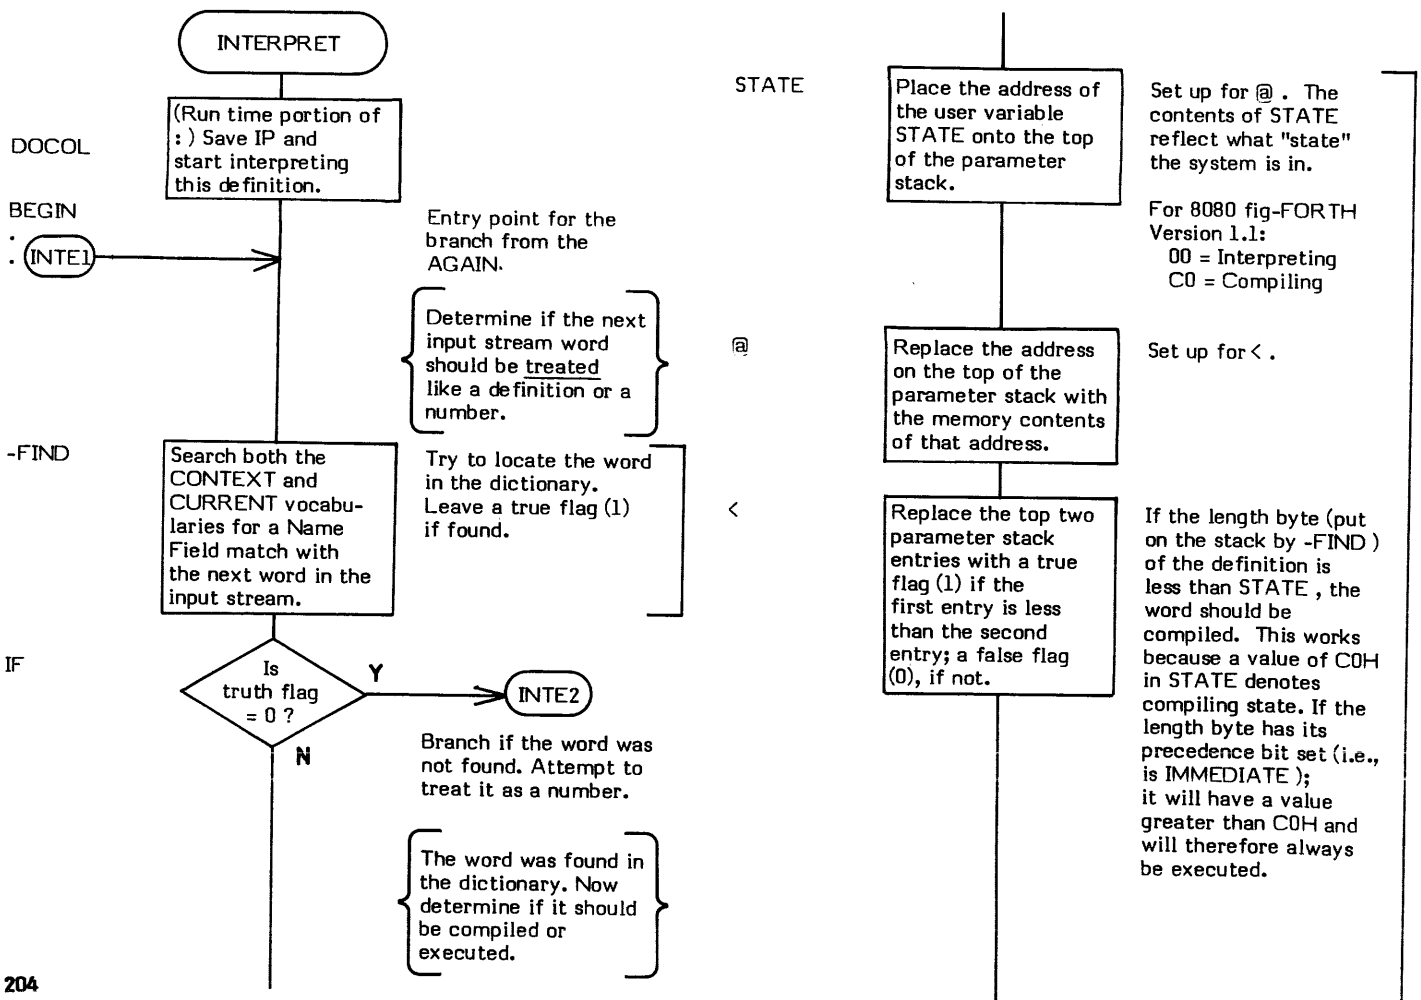 INTERPRET
DOCOL
(Run time portion of
: ) Save IP and
start interpreting
this definition.
BEGIN
:
. INTE1
Entry point for the
branch from the
AGAIN.
Determine if the next
input stream word
should be treated
like a definition or a
number.
-FIND
Search both the
CONTEXT and
CURRENT vocabu-
laries for a Name
Field match with
the next word in the
input stream.
Try to locate the word
in the dictionary.
Leave a true flag (1)
if found.
IF
Is
truth flag
= 0 ?
Y
INTE2
N
Branch if the word was
not found. Attempt to
treat it as a number.
The word was found in
the dictionary. Now
determine if it should
be compiled or
executed.
204
STATE
Place the address of
the user variable
STATE onto the top
of the parameter
stack.
Set up for @ . The
contents of STATE
reflect what "state"
the system is in.
For 8080 fig-FORTH
Version 1.1:
00 = Interpreting
C0 = Compiling
@
Replace the address
on the top of the
parameter stack with
the memory contents
of that address.
Set up for < .
<
Replace the top two
parameter stack
entries with a true
flag (1) if the
first entry is less
than the second
entry; a false flag
(0), if not.
If the length byte (put
on the stack by -FIND )
of the definition is
less than STATE , the
word should be
compiled. This works
because a value of C0H
in STATE denotes
compiling state. If the
length byte has its
precedence bit set (i.e.,
is IMMEDIATE );
it will have a value
greater than C0H and
will therefore always
be executed.